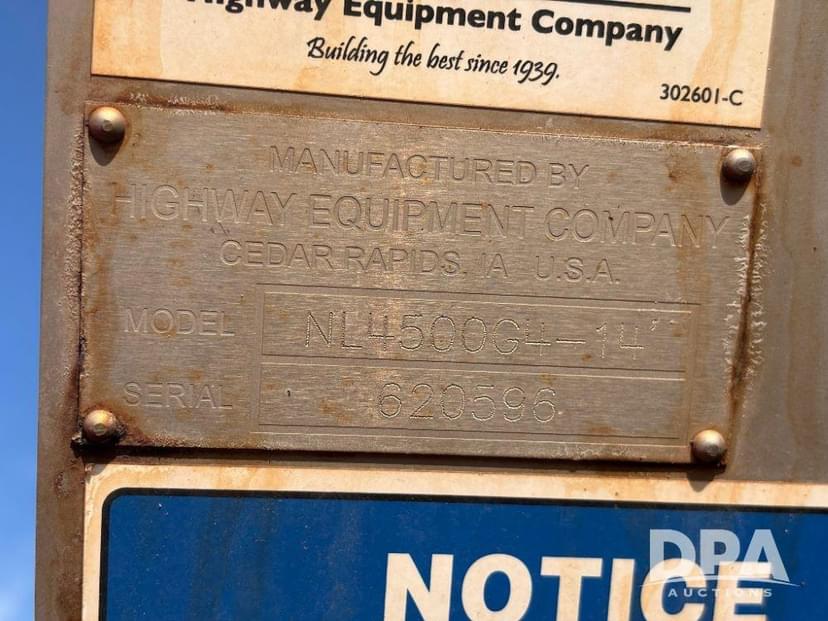 Highway Equipment Company
Building the best since 1939.
302601-C
MANUFACTURED BY
HIGHWAY EQUIPMENT COMPANY
CEDAR RAPIDS, IA U.S.A.
MODEL NL4500G4-14"
SERIAL 620596
NOTICE
DPA
AUCTIONS